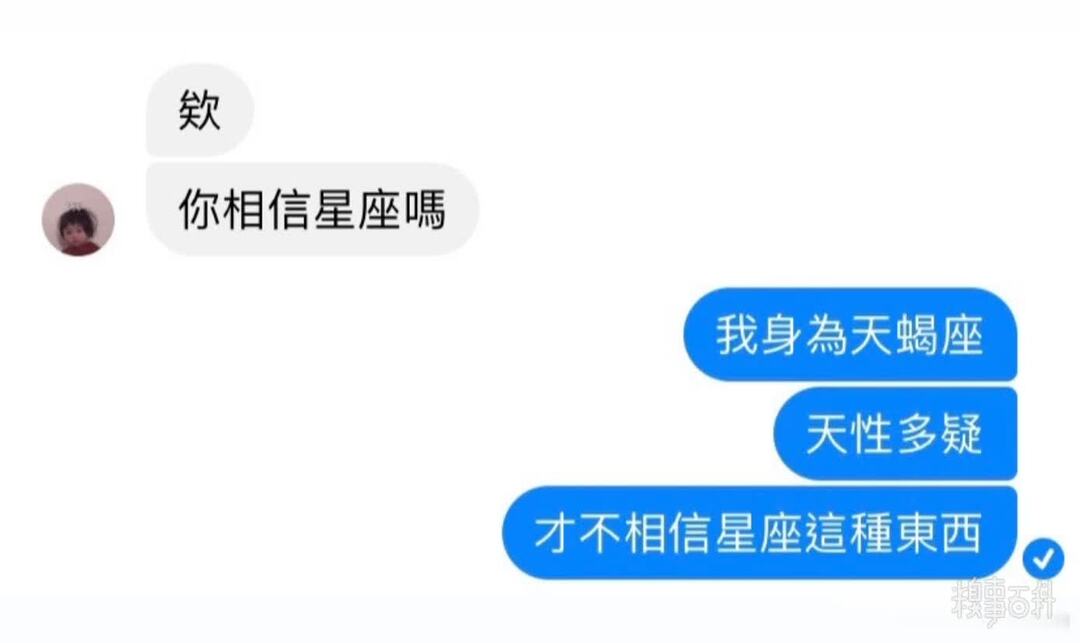 欸
你相信星座嗎
我身為天蝎座
天性多疑
才不相信星座這種東西
糗事百科